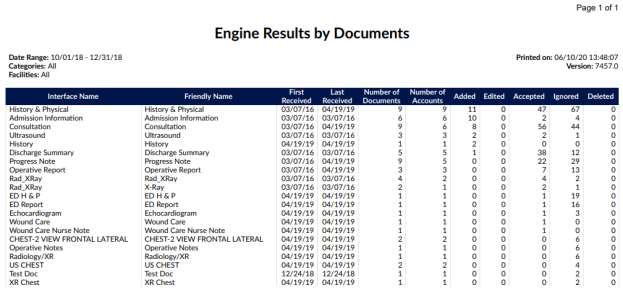 Page 1 of 1
Engine Results by Documents
Date Range: 10/01/18 - 12/31/18
Categories: All
Facilities: All
Printed on: 06/10/20 13:48:07
Version: 7457.0
Interface Name Friendly Name First Received Last Received Number of Documents Number of Accounts Added Edited Accepted Ignored Deleted
History & Physical History & Physical 03/07/16 04/19/19 9 9 11 0 47 67 0
Admission Information Admission Information 03/07/16 03/07/16 6 6 10 0 2 4 0
Consultation Consultation 03/07/16 04/19/19 9 6 8 0 56 44 0
Ultrasound Ultrasound 03/07/16 03/07/16 3 3 2 0 2 1 0
History History 04/19/19 04/19/19 1 1 2 0 0 0 0
Discharge Summary Discharge Summary 03/07/16 04/19/19 5 5 1 0 38 12 0
Progress Note Progress Note 03/07/16 04/19/19 9 5 0 0 22 29 0
Operative Report Operative Report 03/07/16 04/19/19 3 3 0 0 7 13 0
Rad_XRay Rad_XRay 03/07/16 03/07/16 4 2 0 0 4 2 0
Rad_XRay X-Ray 03/07/16 03/07/16 2 1 0 0 2 1 0
ED H & P ED H & P 04/19/19 04/19/19 1 1 0 0 1 19 0
ED Report ED Report 04/19/19 04/19/19 1 1 0 0 1 16 0
Echocardiogram Echocardiogram 04/19/19 04/19/19 1 1 0 0 1 3 0
Wound Care Wound Care 04/19/19 04/19/19 1 1 0 0 1 0 0
Wound Care Nurse Note Wound Care Nurse Note 04/19/19 04/19/19 1 1 0 0 1 0 0
CHEST-2 VIEW FRONTAL LATERAL CHEST-2 VIEW FRONTAL LATERAL 04/19/19 04/19/19 2 2 0 0 0 6 0
Operative Notes Operative Notes 04/19/19 04/19/19 1 1 0 0 0 6 0
Radiology/XR Radiology/XR 04/19/19 04/19/19 1 1 0 0 0 6 0
US CHEST US CHEST 04/19/19 04/19/19 2 2 0 0 0 4 0
Test Doc Test Doc 12/24/18 12/24/18 1 1 0 0 0 2 0
XR Chest XR Chest 04/19/19 04/19/19 1 1 0 0 0 2 0